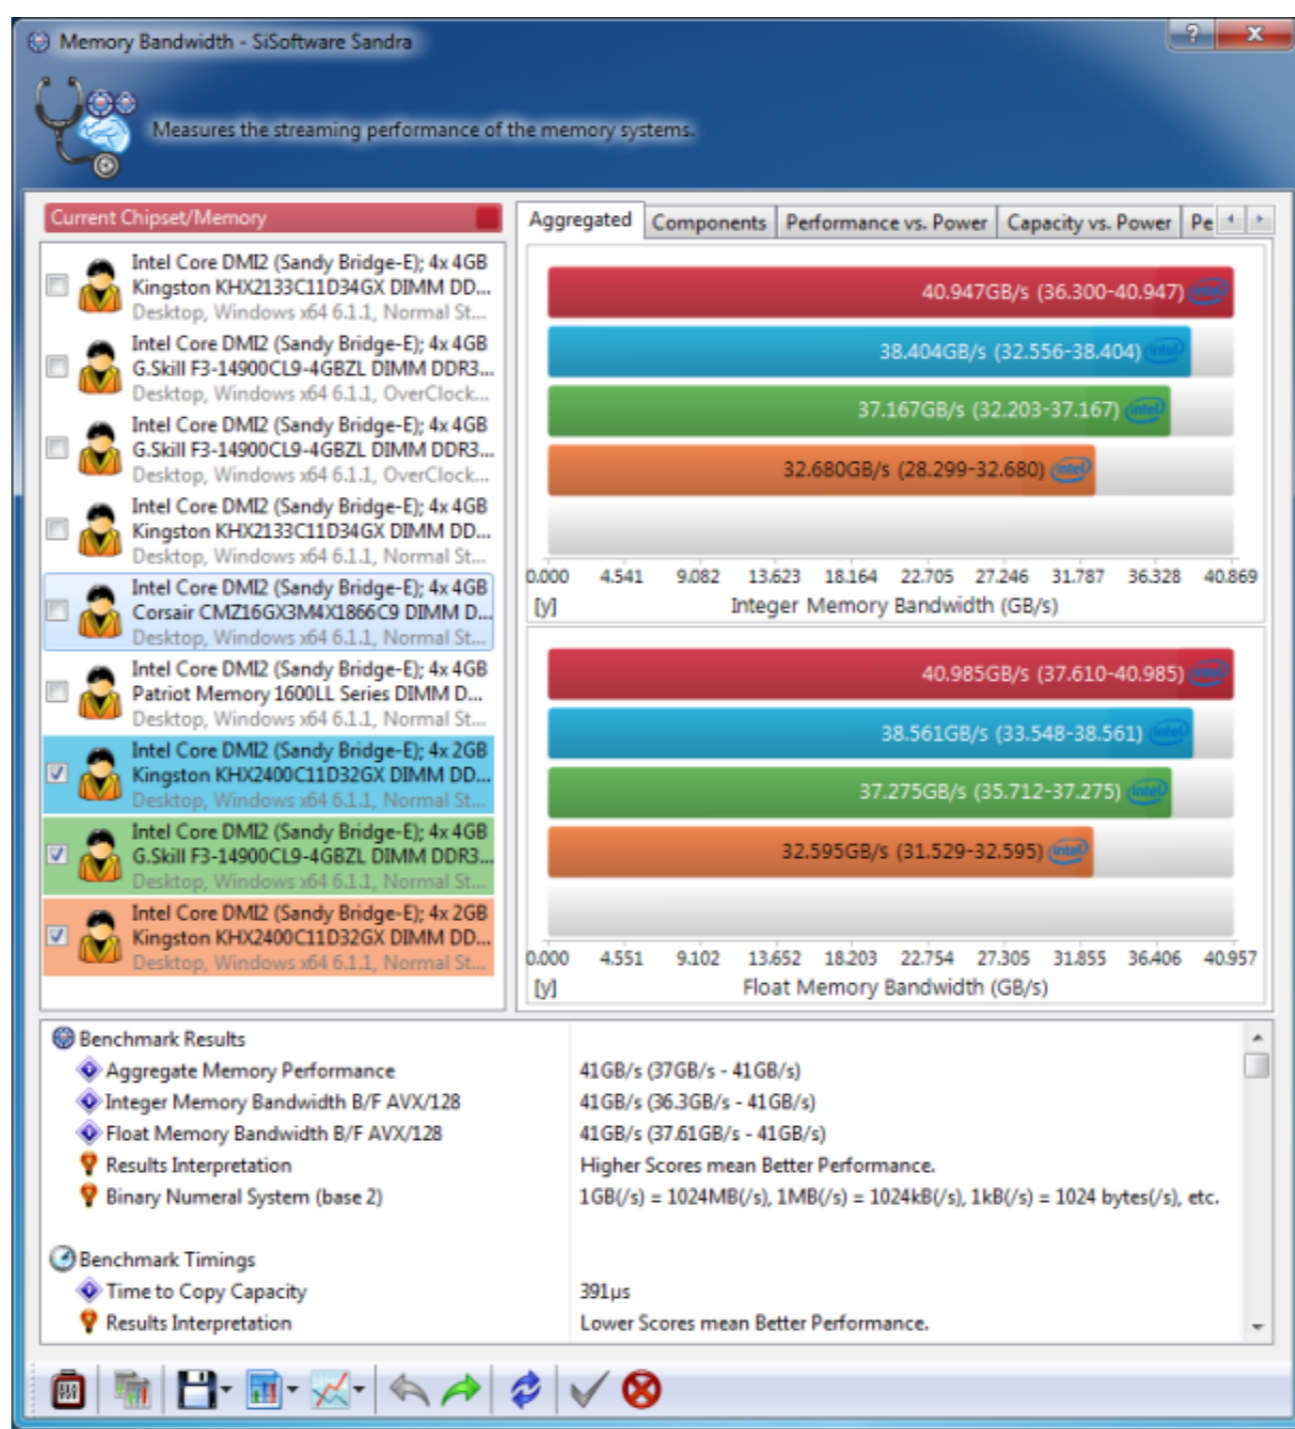 Memory Bandwidth - SiSoftware Sandra
?
Measures the streaming performance of the memory systems.
Current Chipset/Memory
Intel Core DMI2 (Sandy Bridge-E); 4x 4GB
Kingston KHX2133C11D34GX DIMM DD...
Desktop, Windows x64 6.1.1, Normal St...
Intel Core DMI2 (Sandy Bridge-E); 4x 4GB
G.Skill F3-14900CL9-4GBZL DIMM DDR3...
Desktop, Windows x64 6.1.1, OverClock...
Intel Core DMI2 (Sandy Bridge-E); 4x 4GB
G.Skill F3-14900CL9-4GBZL DIMM DDR3...
Desktop, Windows x64 6.1.1, OverClock...
Intel Core DMI2 (Sandy Bridge-E); 4x 4GB
Kingston KHX2133C11D34GX DIMM DD...
Desktop, Windows x64 6.1.1, Normal St...
Intel Core DMI2 (Sandy Bridge-E); 4x 4GB
Corsair CMZ16GX3M4X1866C9 DIMM D...
Desktop, Windows x64 6.1.1, Normal St...
Intel Core DMI2 (Sandy Bridge-E); 4x 4GB
Patriot Memory 1600LL Series DIMM D...
Desktop, Windows x64 6.1.1, Normal St...
Intel Core DMI2 (Sandy Bridge-E); 4x 2GB
Kingston KHX2400C11D32GX DIMM DD...
Desktop, Windows x64 6.1.1, Normal St...
Intel Core DMI2 (Sandy Bridge-E); 4x 4GB
G.Skill F3-14900CL9-4GBZL DIMM DDR3...
Desktop, Windows x64 6.1.1, Normal St...
Intel Core DMI2 (Sandy Bridge-E); 4x 2GB
Kingston KHX2400C11D32GX DIMM DD...
Desktop, Windows x64 6.1.1, Normal St...
Aggregated Components Performance vs. Power Capacity vs. Power Pe
40.947GB/s (36.300-40.947) intel
38.404GB/s (32.556-38.404) intel
37.167GB/s (32.203-37.167) intel
32.680GB/s (28.299-32.680) intel
0.000 4.541 9.082 13.623 18.164 22.705 27.246 31.787 36.328 40.869
[y] Integer Memory Bandwidth (GB/s)
40.985GB/s (37.610-40.985) intel
38.561GB/s (33.548-38.561) intel
37.275GB/s (35.712-37.275) intel
32.595GB/s (31.529-32.595) intel
0.000 4.551 9.102 13.652 18.203 22.754 27.305 31.855 36.406 40.957
[y] Float Memory Bandwidth (GB/s)
Benchmark Results
Aggregate Memory Performance 41GB/s (37GB/s - 41GB/s)
Integer Memory Bandwidth B/F AVX/128 41GB/s (36.3GB/s - 41GB/s)
Float Memory Bandwidth B/F AVX/128 41GB/s (37.61GB/s - 41GB/s)
Results Interpretation Higher Scores mean Better Performance.
Binary Numeral System (base 2) 1GB(/s) = 1024MB(/s), 1MB(/s) = 1024kB(/s), 1kB(/s) = 1024 bytes(/s), etc.
Benchmark Timings
Time to Copy Capacity 391µs
Results Interpretation Lower Scores mean Better Performance.